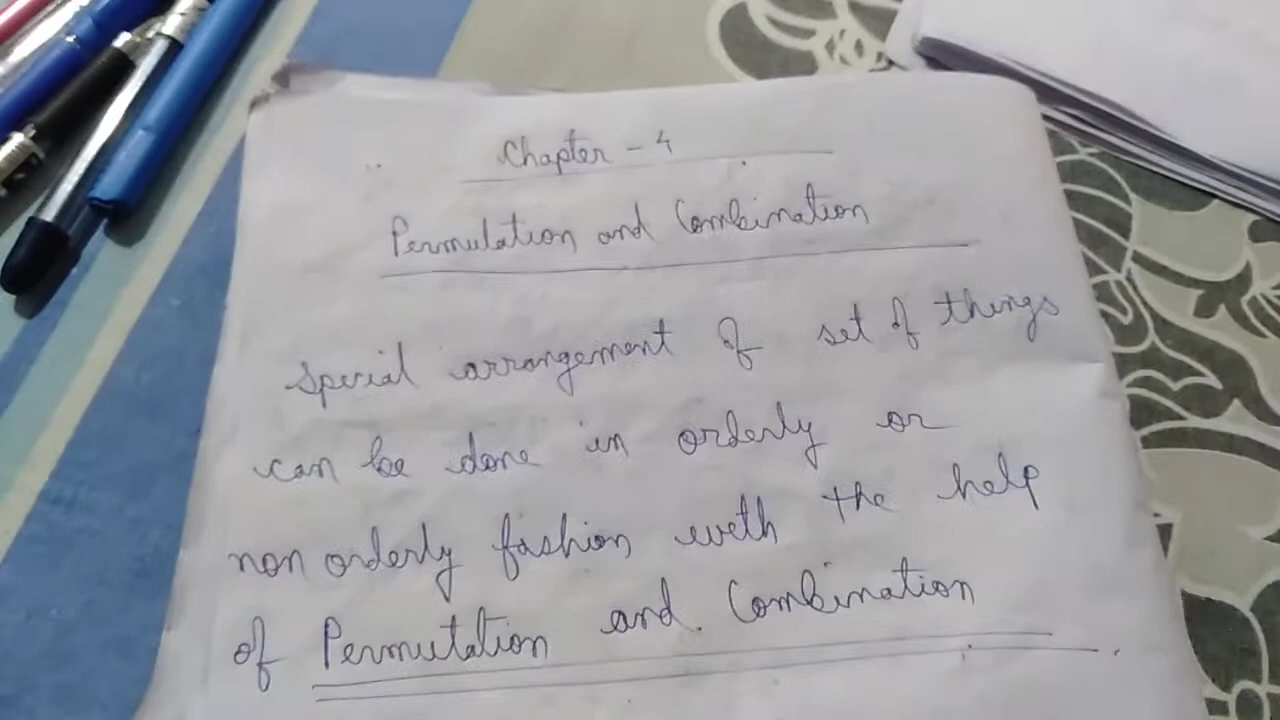 Chapter - 4
Permutation and Combination
Special arrangement of set of things
can be done in orderly or
non orderly fashion with the help
of Permutation and Combination